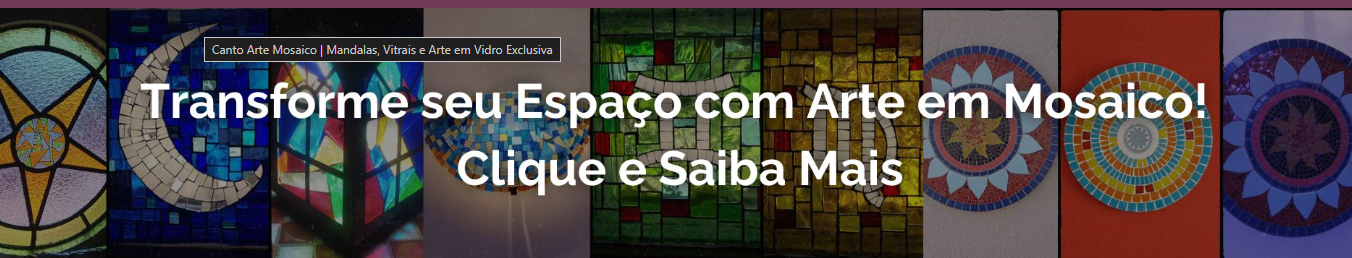 Canto Arte Mosaico | Mandalas, Vitrais e Arte em Vidro Exclusiva
Transforme seu Espaço com Arte em Mosaico!
Clique e Saiba Mais